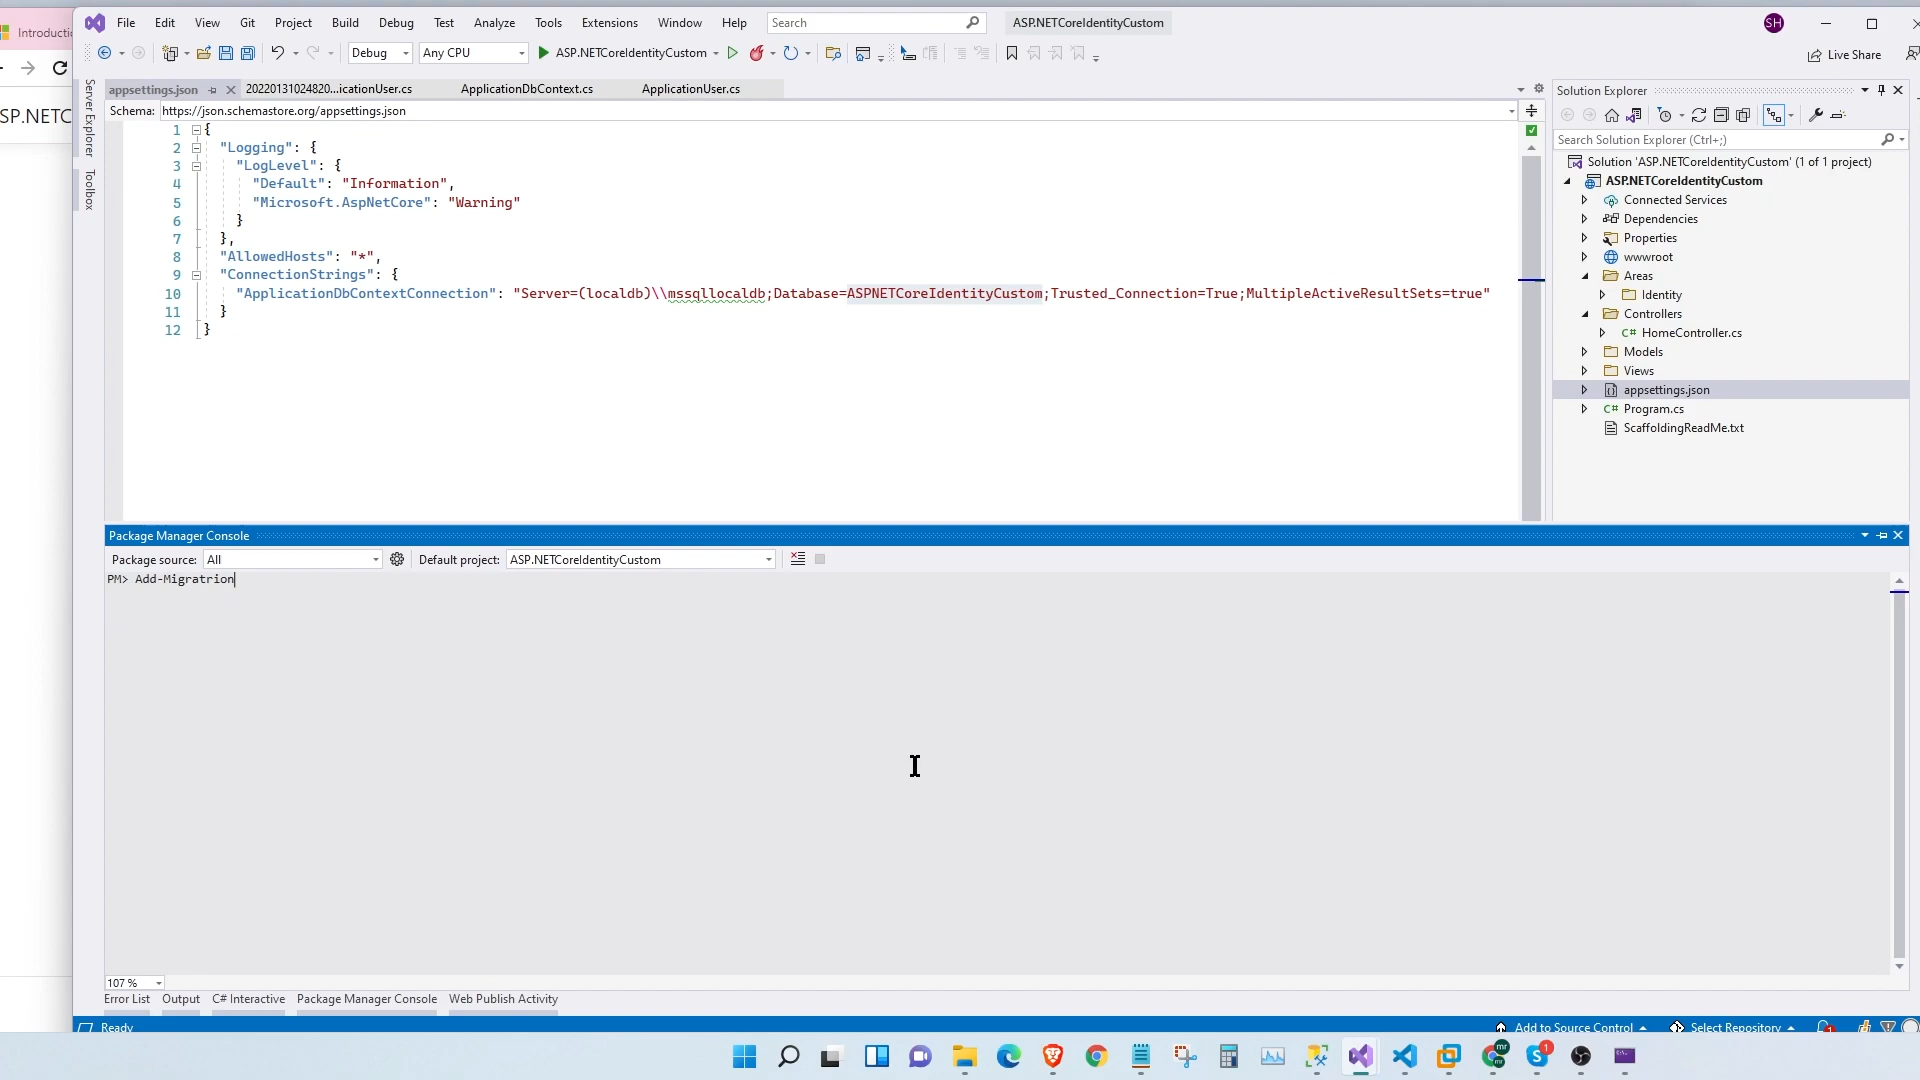 Introductic
SP.NETC
File Edit View Git Project Build Debug Test Analyze Tools Extensions Window Help Search ASP.NETCoreIdentityCustom SH
Debug Any CPU ASP.NETCoreIdentityCustom Live Share
Server Explorer
Toolbox
appsettings.json 20220131024820...icationUser.cs ApplicationDbContext.cs ApplicationUser.cs
Schema: https://json.schemastore.org/appsettings.json
1 {
2 "Logging": {
3 "LogLevel": {
4 "Default": "Information",
5 "Microsoft.AspNetCore": "Warning"
6 }
7 },
8 "AllowedHosts": "*",
9 "ConnectionStrings": {
10 "ApplicationDbContextConnection": "Server=(localdb)\\mssqllocaldb;Database=ASPNETCoreIdentityCustom;Trusted_Connection=True;MultipleActiveResultSets=true"
11 }
12 }
Solution Explorer
Search Solution Explorer (Ctrl+;)
Solution 'ASP.NETCoreIdentityCustom' (1 of 1 project)
ASP.NETCoreIdentityCustom
Connected Services
Dependencies
Properties
wwwroot
Areas
Identity
Controllers
C# HomeController.cs
Models
Views
appsettings.json
C# Program.cs
ScaffoldingReadMe.txt
Package Manager Console
Package source: All Default project: ASP.NETCoreIdentityCustom
PM> Add-Migratrion
107 %
Error List Output C# Interactive Package Manager Console Web Publish Activity
Ready Add to Source Control Select Repository 1
mr
1